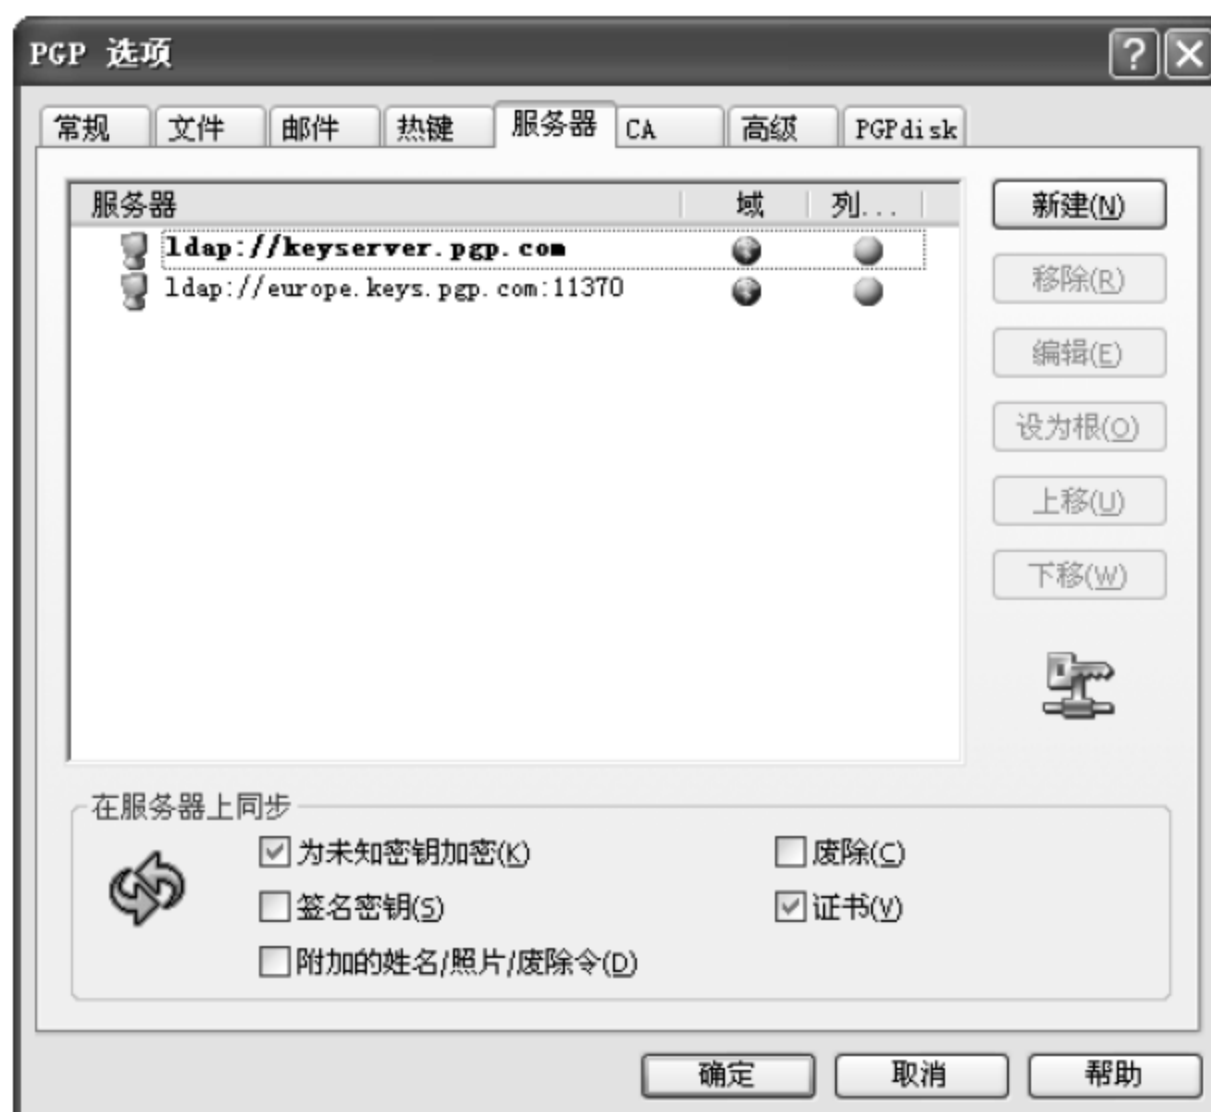 PGP 选项
常规 文件 邮件 热键 服务器 CA 高级 PGPdisk
服务器 域 列...
ldap://keyserver.pgp.com
ldap://europe.keys.pgp.com:11370
新建(N)
移除(R)
编辑(E)
设为根(O)
上移(U)
下移(W)
在服务器上同步
为未知密钥加密(K) 废除(C)
签名密钥(S) 证书(V)
附加的姓名/照片/废除令(D)
确定 取消 帮助